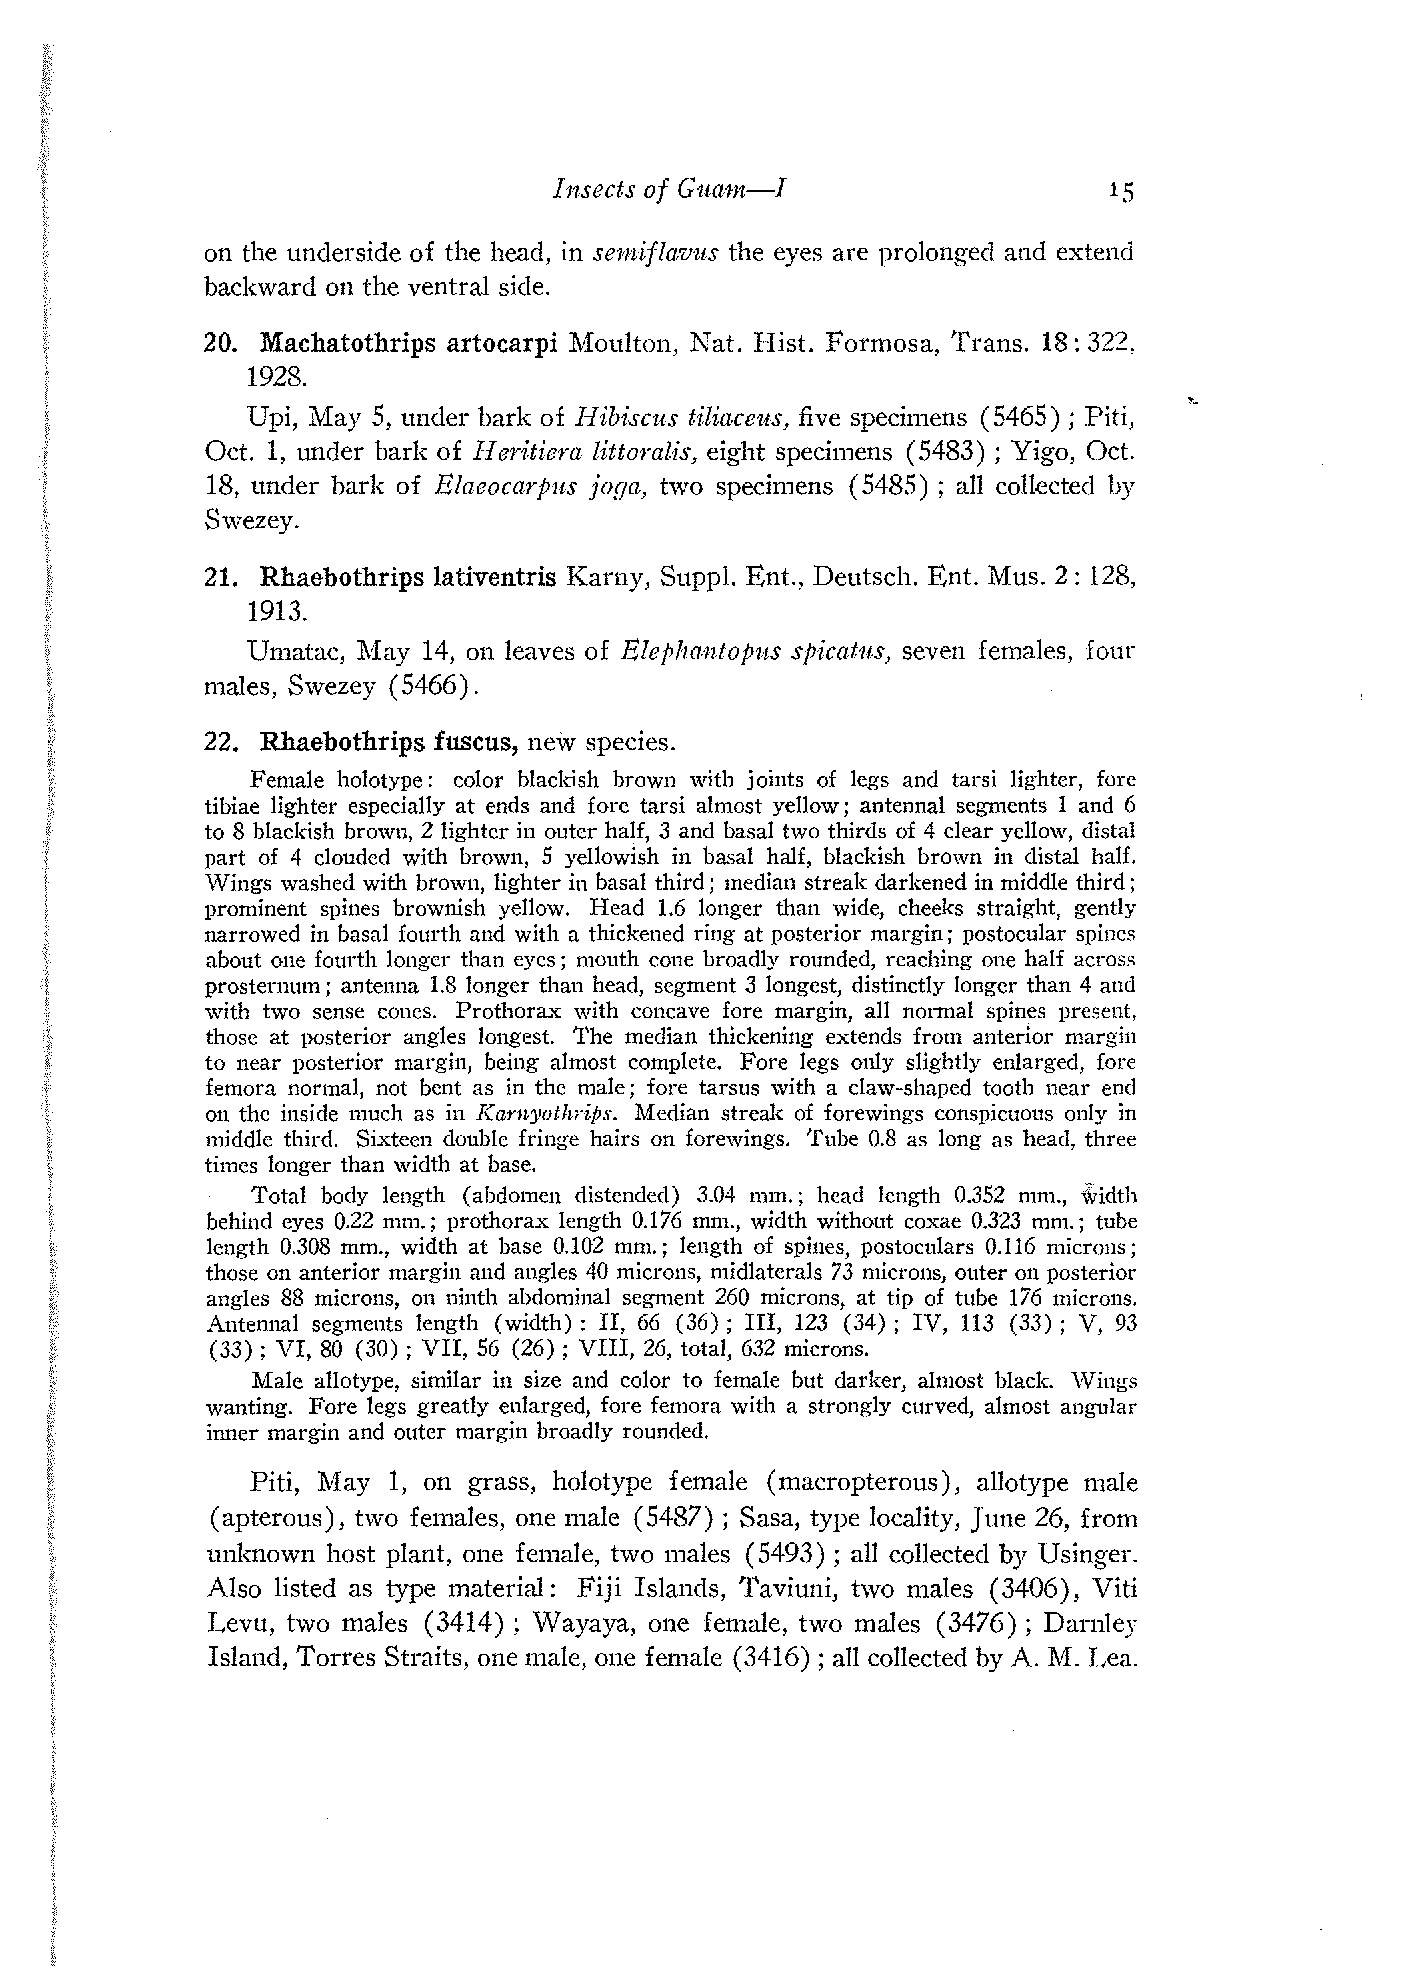 Insects of Guam—I 15
on the underside of the head, in semiflavus the eyes are prolonged and extend
backward on the ventral side.
20. Machatothrips artocarpi Moulton, Nat. Hist. Formosa, Trans. 18: 322,
1928.
Upi, May 5, under bark of Hibiscus tiliaceus, five specimens (5465) ; Piti,
Oct. 1, under bark of Heritiera littoralis, eight specimens (5483) ; Yigo, Oct.
18, under bark of Elaeocarpus joga, two specimens (5485) ; all collected by
Swezey.
21. Rhaebothrips lativentris Karny, Suppl. Ent., Deutsch. Ent. Mus. 2: 128,
1913.
Umatac, May 14, on leaves of Elephantopus spicatus, seven females, four
males, Swezey (5466).
22. Rhaebothrips fuscus, new species.
Female holotype: color blackish brown with joints of legs and tarsi lighter, fore
tibiae lighter especially at ends and fore tarsi almost yellow; antennal segments 1 and 6
to 8 blackish brown, 2 lighter in outer half, 3 and basal two thirds of 4 clear yellow, distal
part of 4 clouded with brown, 5 yellowish in basal half, blackish brown in distal half.
Wings washed with brown, lighter in basal third; median streak darkened in middle third;
prominent spines brownish yellow. Head 1.6 longer than wide, cheeks straight, gently
narrowed in basal fourth and with a thickened ring at posterior margin; postocular spines
about one fourth longer than eyes; mouth cone broadly rounded, reaching one half across
prosternum; antenna 1.8 longer than head, segment 3 longest, distinctly longer than 4 and
with two sense cones. Prothorax with concave fore margin, all normal spines present,
those at posterior angles longest. The median thickening extends from anterior margin
to near posterior margin, being almost complete. Fore legs only slightly enlarged, fore
femora normal, not bent as in the male; fore tarsus with a claw-shaped tooth near end
on the inside much as in Karnyothrips. Median streak of forewings conspicuous only in
middle third. Sixteen double fringe hairs on forewings. Tube 0.8 as long as head, three
times longer than width at base.
Total body length (abdomen distended) 3.04 mm.; head length 0.352 mm., width
behind eyes 0.22 mm.; prothorax length 0.176 mm., width without coxae 0.323 mm.; tube
length 0.308 mm., width at base 0.102 mm.; length of spines, postoculars 0.116 microns;
those on anterior margin and angles 40 microns, midlaterals 73 microns, outer on posterior
angles 88 microns, on ninth abdominal segment 260 microns, at tip of tube 176 microns.
Antennal segments length (width) : II, 66 (36) ; III, 123 (34) ; IV, 113 (33) ; V, 93
(33) ; VI, 80 (30) ; VII, 56 (26) ; VIII, 26, total, 632 microns.
Male allotype, similar in size and color to female but darker, almost black. Wings
wanting. Fore legs greatly enlarged, fore femora with a strongly curved, almost angular
inner margin and outer margin broadly rounded.
Piti, May 1, on grass, holotype female (macropterous), allotype male
(apterous), two females, one male (5487) ; Sasa, type locality, June 26, from
unknown host plant, one female, two males (5493) ; all collected by Usinger.
Also listed as type material: Fiji Islands, Taviuni, two males (3406), Viti
Levu, two males (3414) ; Wayaya, one female, two males (3476) ; Darnley
Island, Torres Straits, one male, one female (3416) ; all collected by A. M. Lea.